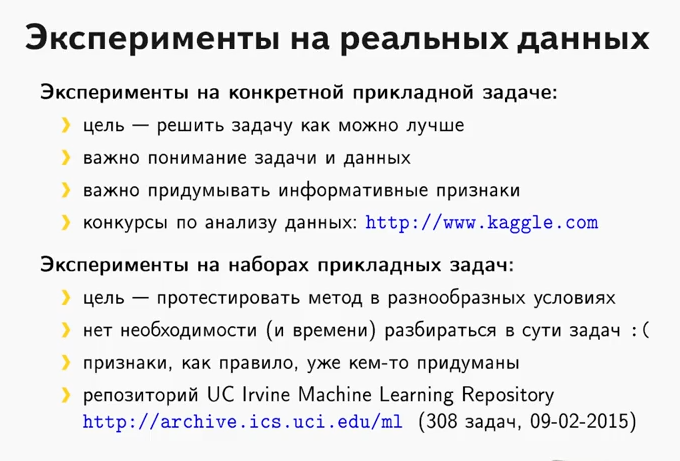 Эксперименты на реальных данных
Эксперименты на конкретной прикладной задаче:
❱ цель — решить задачу как можно лучше
❱ важно понимание задачи и данных
❱ важно придумывать информативные признаки
❱ конкурсы по анализу данных: http://www.kaggle.com
Эксперименты на наборах прикладных задач:
❱ цель — протестировать метод в разнообразных условиях
❱ нет необходимости (и времени) разбираться в сути задач :(
❱ признаки, как правило, уже кем-то придуманы
❱ репозиторий UC Irvine Machine Learning Repository
http://archive.ics.uci.edu/ml (308 задач, 09-02-2015)